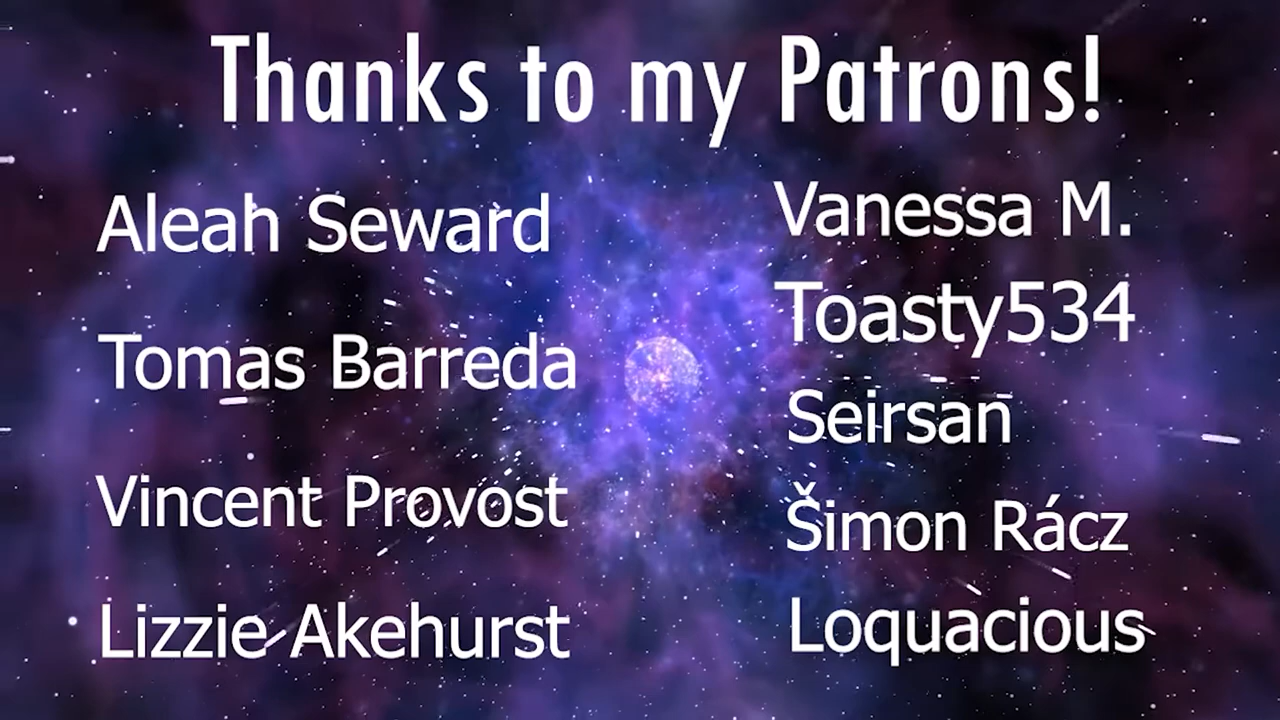 Thanks to my Patrons!
Aleah Seward
Tomas Barreda
Vincent Provost
Lizzie Akehurst
Vanessa M.
Toasty534
Seirsan
Šimon Rácz
Loquacious